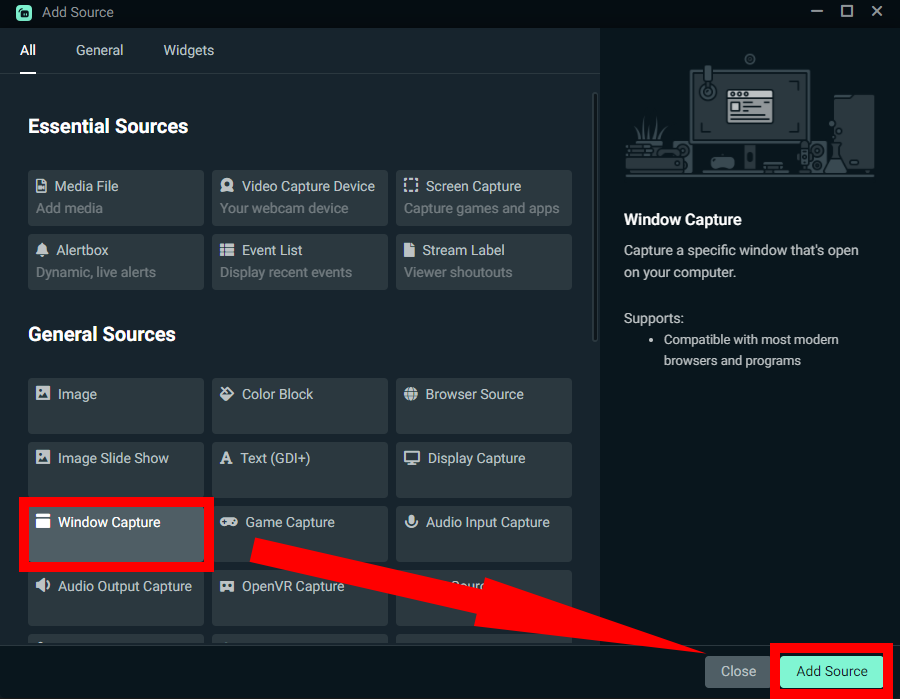 Add Source
All
General
Widgets
Essential Sources
Media File
Add media
Video Capture Device
Your webcam device
Screen Capture
Capture games and apps
Alertbox
Dynamic, live alerts
Event List
Display recent events
Stream Label
Viewer shoutouts
General Sources
Image
Color Block
Browser Source
Image Slide Show
Text (GDI+)
Display Capture
Window Capture
Game Capture
Audio Input Capture
Audio Output Capture
OpenVR Capture
Window Capture
Capture a specific window that's open
on your computer.
Supports:
• Compatible with most modern
browsers and programs
Close
Add Source